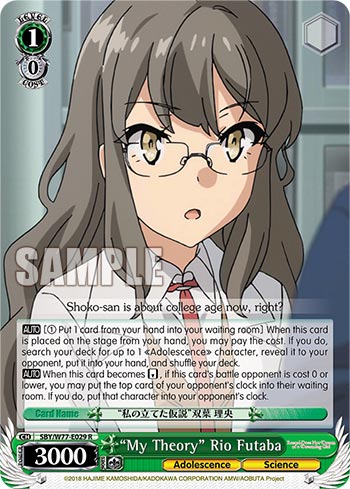 LEVEL
1
0
COST
SAMPLE
Shoko-san is about college age now, right?
AUTO [① Put 1 card from your hand into your waiting room] When this card
is placed on the stage from your hand, you may pay the cost. If you do,
search your deck for up to 1 «Adolescence» character, reveal it to your
opponent, put it into your hand, and shuffle your deck.
AUTO When this card becomes [ ], if this card's battle opponent is cost 0 or
lower, you may put the top card of your opponent's clock into their waiting
room. If you do, put that character into their clock.
Card Name
“私の立てた仮説”双葉 理央
CH SBY/W77-E029 R
“My Theory” Rio Futaba
3000
Adolescence
Science
©2018 HAJIME KAMOSHIDA/KADOKAWA CORPORATION AMW/AOBUTA Project